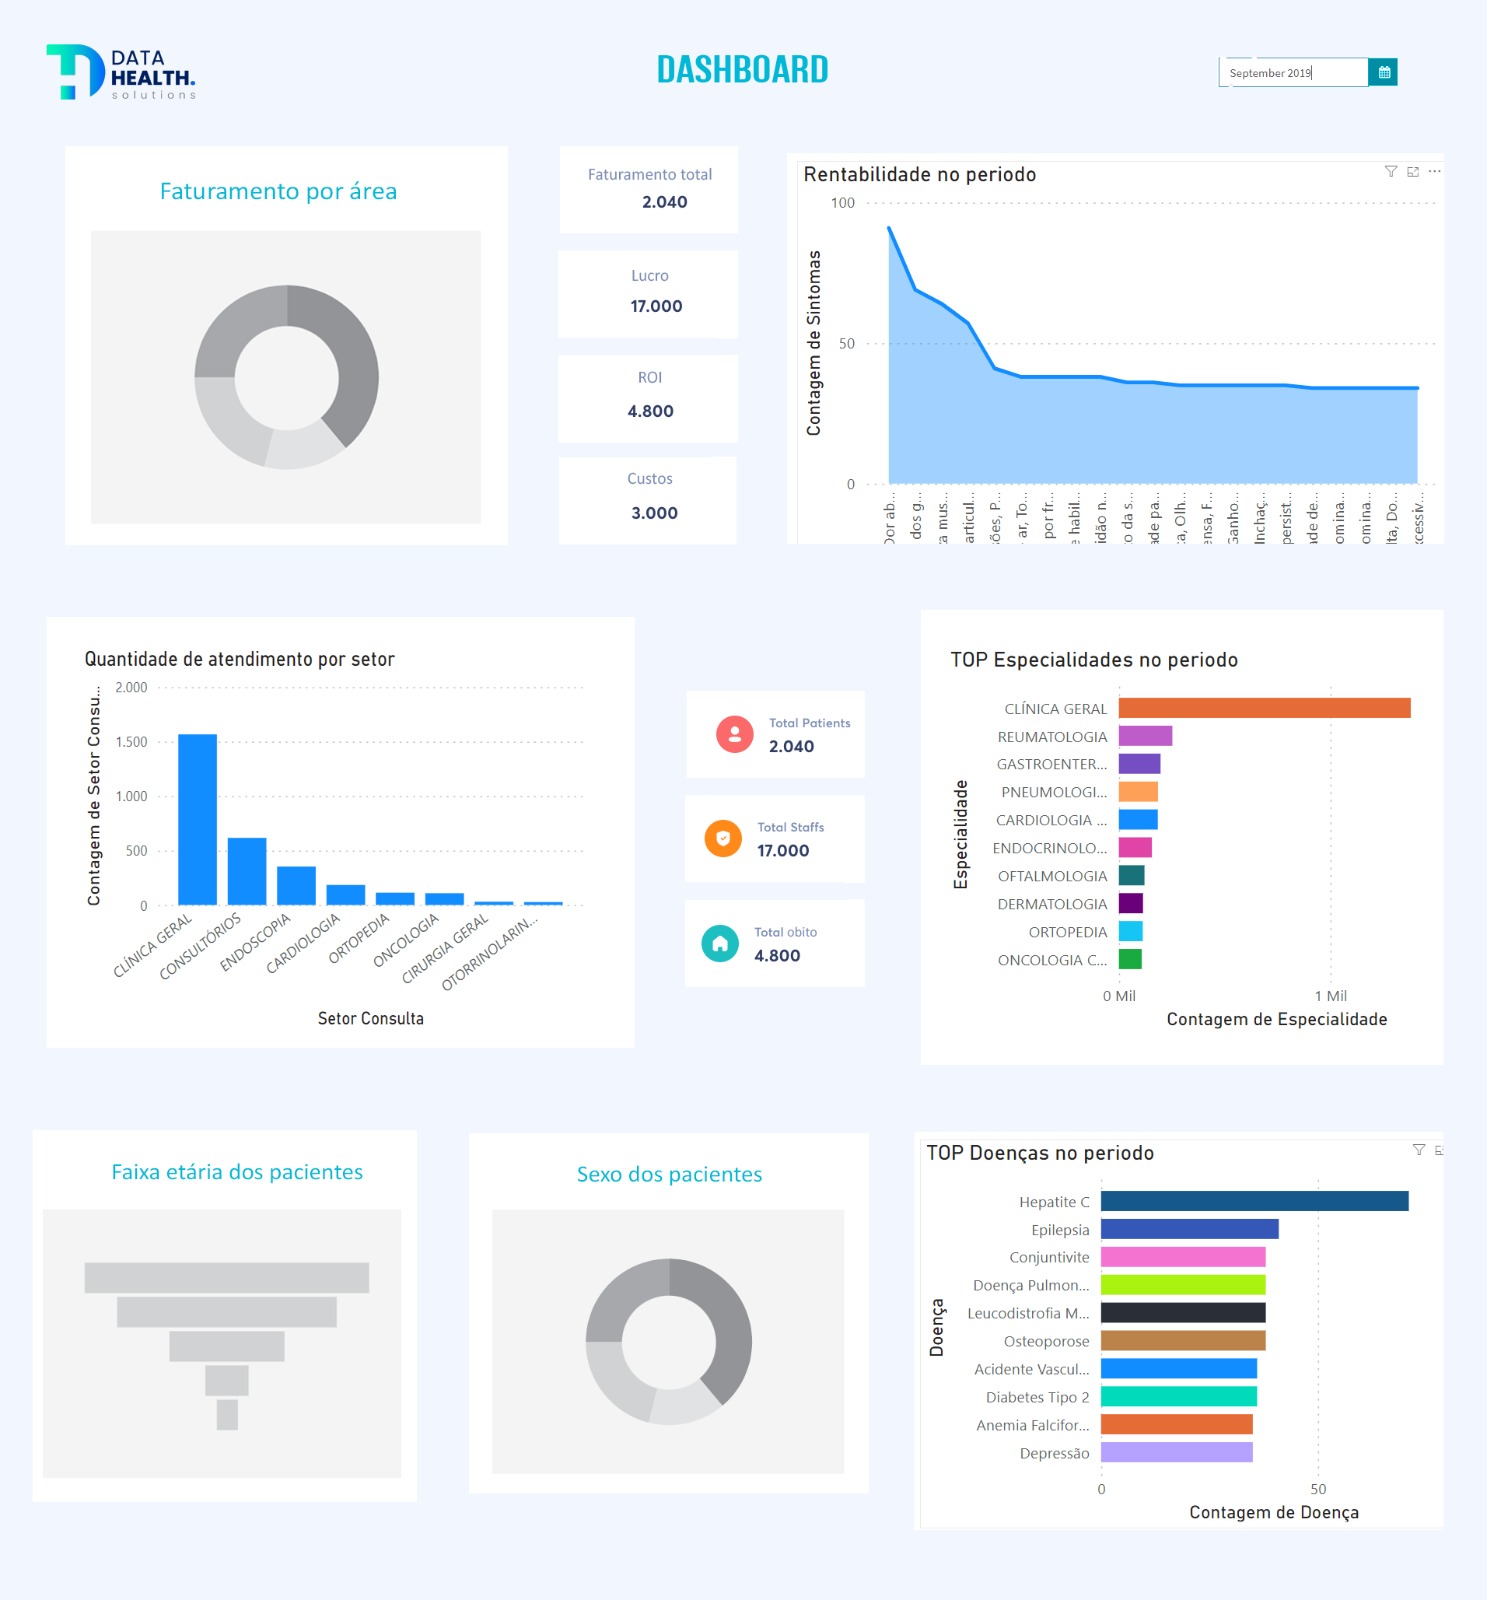 DATA
HEALTH.
solutions
DASHBOARD
September 2019
Faturamento por área
Faturamento total
2.040
Lucro
17.000
ROI
4.800
Custos
3.000
Rentabilidade no periodo
Contagem de Sintomas
100
50
0
Dor ab...
dos g...
a mus...
articul...
ões, P...
ar, To...
por fr...
e habil...
idão n...
o da s...
ade pa...
a, Olh...
ensa, F...
Ganho...
Inchaç...
persist...
ade de...
omina...
omina...
lta, Do...
xcessiv...
Quantidade de atendimento por setor
Contagem de Setor Consu...
2.000
1.500
1.000
500
0
CLÍNICA GERAL
CONSULTÓRIOS
ENDOSCOPIA
CARDIOLOGIA
ORTOPEDIA
ONCOLOGIA
CIRURGIA GERAL
OTORRINOLARIN...
Setor Consulta
Total Patients
2.040
Total Staffs
17.000
Total obito
4.800
TOP Especialidades no periodo
Especialidade
CLÍNICA GERAL
REUMATOLOGIA
GASTROENTER...
PNEUMOLOGI...
CARDIOLOGIA ...
ENDOCRINOLO...
OFTALMOLOGIA
DERMATOLOGIA
ORTOPEDIA
ONCOLOGIA C...
0 Mil
1 Mil
Contagem de Especialidade
Faixa etária dos pacientes
Sexo dos pacientes
TOP Doenças no periodo
Doença
Hepatite C
Epilepsia
Conjuntivite
Doença Pulmon...
Leucodistrofia M...
Osteoporose
Acidente Vascul...
Diabetes Tipo 2
Anemia Falcifor...
Depressão
0
50
Contagem de Doença